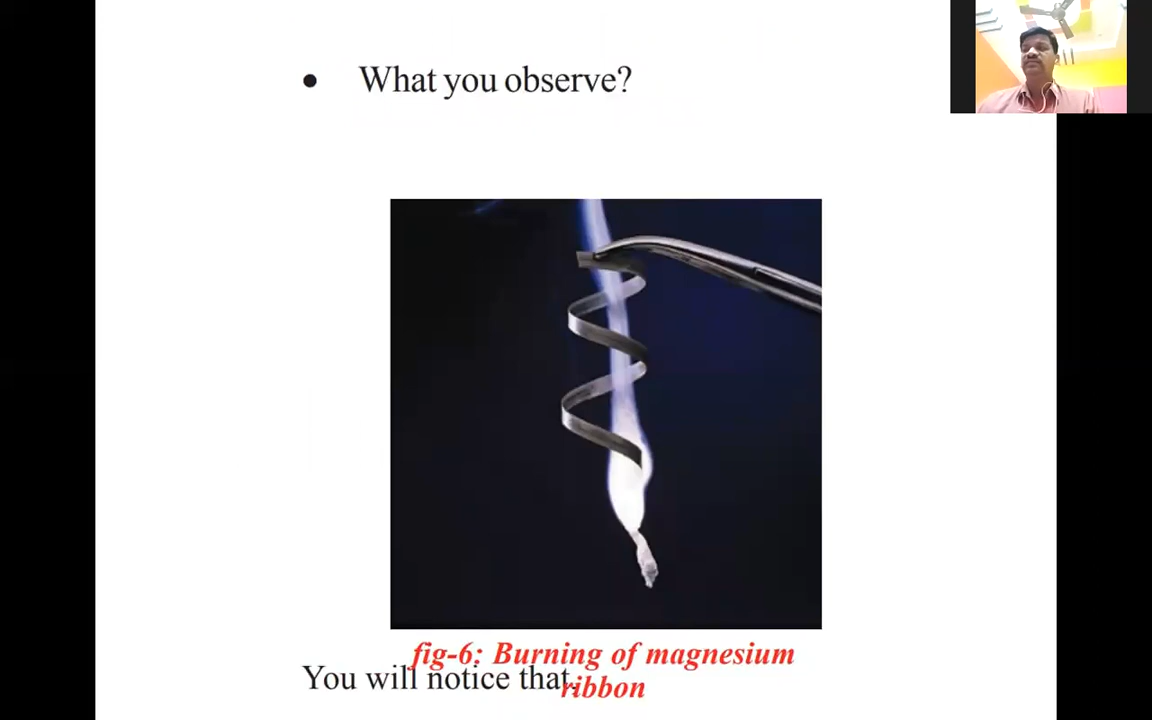 • What you observe?
fig-6: Burning of magnesium
You will notice that,
ribbon